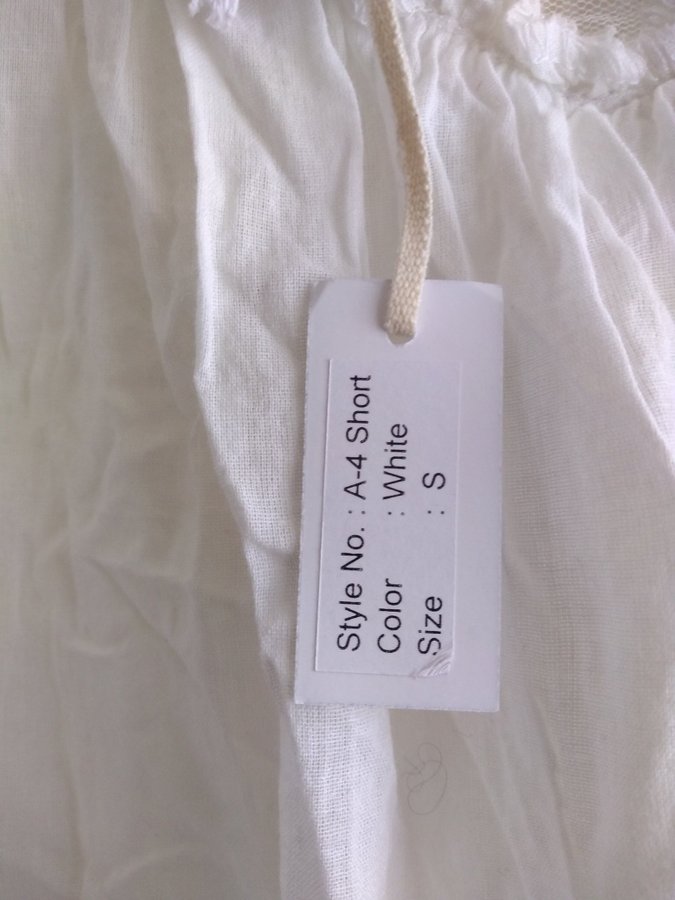 Style No. : A-4 Short
Color : White
Size : S